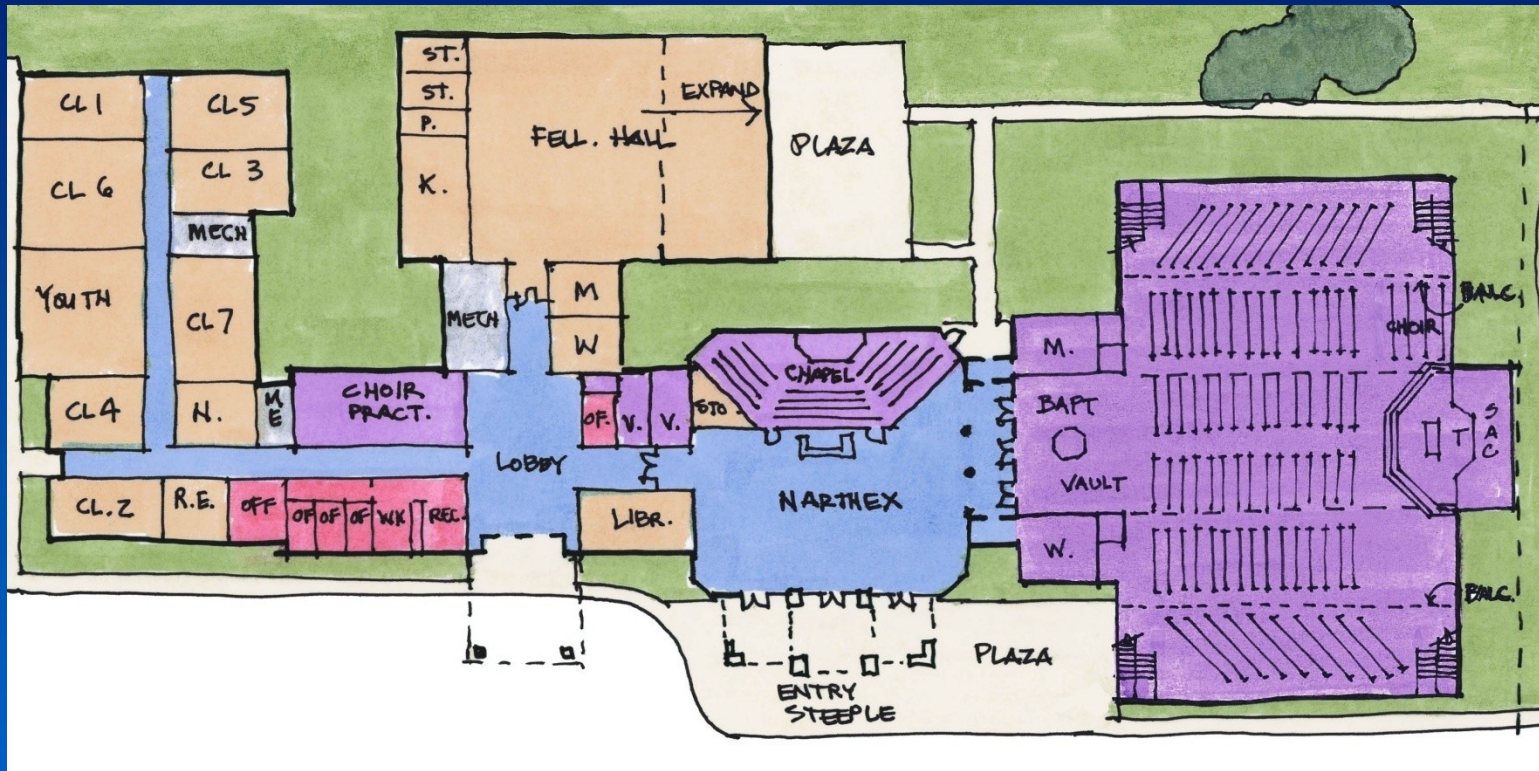 CL 1
CL 5
CL 6
CL 3
MECH
YOUTH
CL 7
CL 4
N.
ME
CHOIR
PRACT.
CL. 2
R.E.
OFF
OF
OF
OF
WK
REC.
ST.
ST.
P.
K.
FELL. HALL
EXPAND
PLAZA
MECH
M
W
OF.
V.
V.
STO.
CHAPEL
LOBBY
LIBR.
NARTHEX
ENTRY
STEEPLE
PLAZA
M.
BAPT
VAULT
W.
CHOIR
BALC.
T
SAC
BALC.